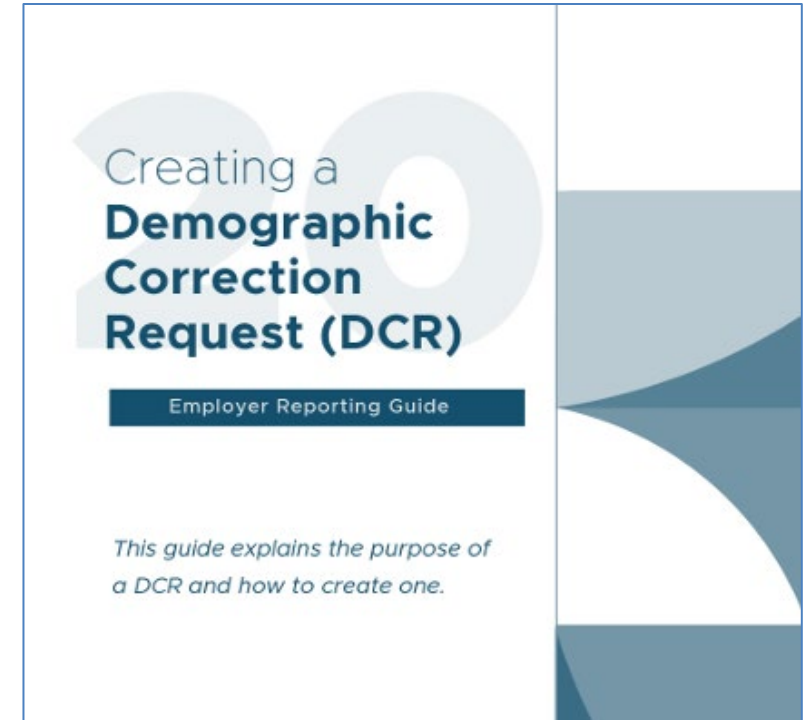 20
Creating a
Demographic
Correction
Request (DCR)
Employer Reporting Guide
This guide explains the purpose of
a DCR and how to create one.